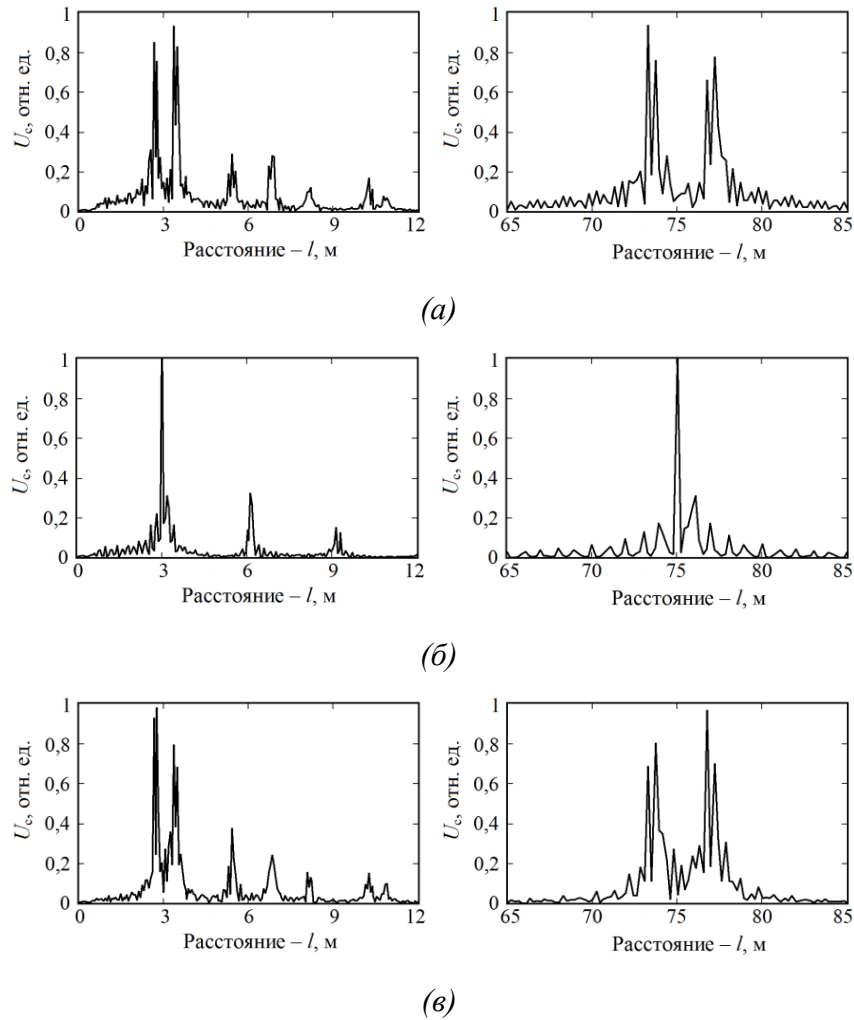 1
0,8
0,6
0,4
0,2
0
U_c, отн. ед.
0 3 6 9 12
Расстояние – l, м
1
0,8
0,6
0,4
0,2
0
U_c, отн. ед.
65 70 75 80 85
Расстояние – l, м
(а)
1
0,8
0,6
0,4
0,2
0
U_c, отн. ед.
0 3 6 9 12
Расстояние – l, м
1
0,8
0,6
0,4
0,2
0
U_c, отн. ед.
65 70 75 80 85
Расстояние – l, м
(б)
1
0,8
0,6
0,4
0,2
0
U_c, отн. ед.
0 3 6 9 12
Расстояние – l, м
1
0,8
0,6
0,4
0,2
0
U_c, отн. ед.
65 70 75 80 85
Расстояние – l, м
(в)